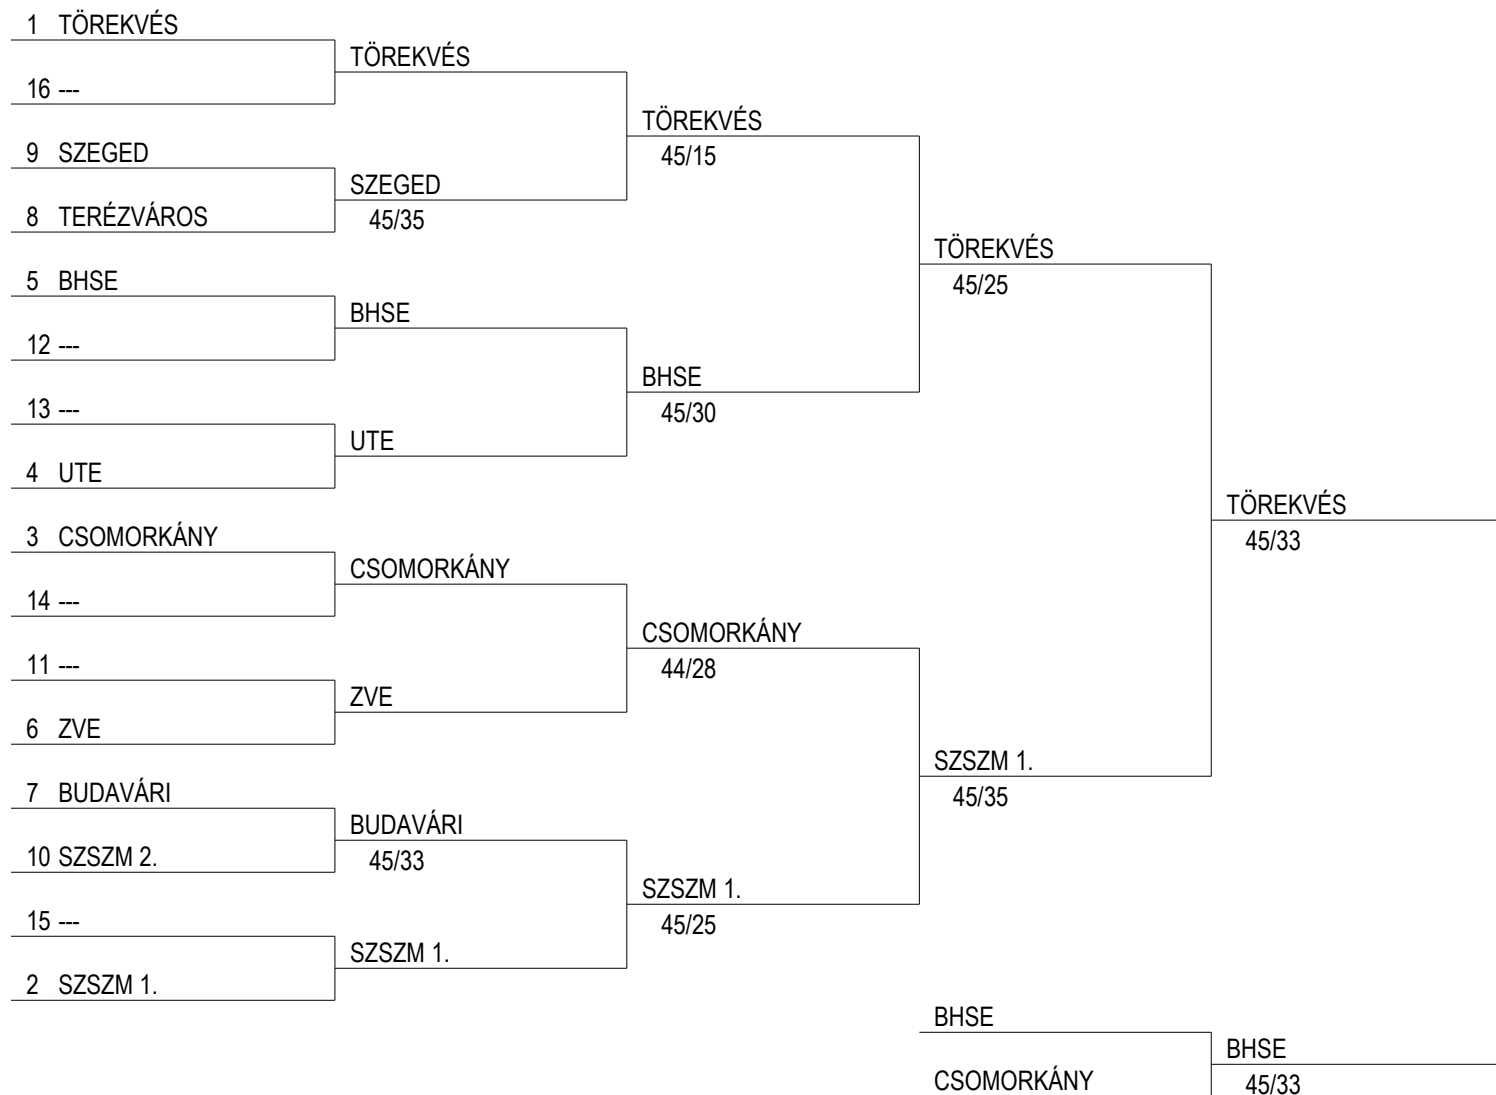 1 TÖREKVÉS
16 ---
9 SZEGED
8 TERÉZVÁROS
5 BHSE
12 ---
13 ---
4 UTE
3 CSOMORKÁNY
14 ---
11 ---
6 ZVE
7 BUDAVÁRI
10 SZSZM 2.
15 ---
2 SZSZM 1.
TÖREKVÉS
SZEGED
45/35
BHSE
UTE
CSOMORKÁNY
ZVE
BUDAVÁRI
45/33
SZSZM 1.
TÖREKVÉS
45/15
BHSE
45/30
CSOMORKÁNY
44/28
SZSZM 1.
45/25
TÖREKVÉS
45/25
SZSZM 1.
45/35
TÖREKVÉS
45/33
BHSE
CSOMORKÁNY
BHSE
45/33